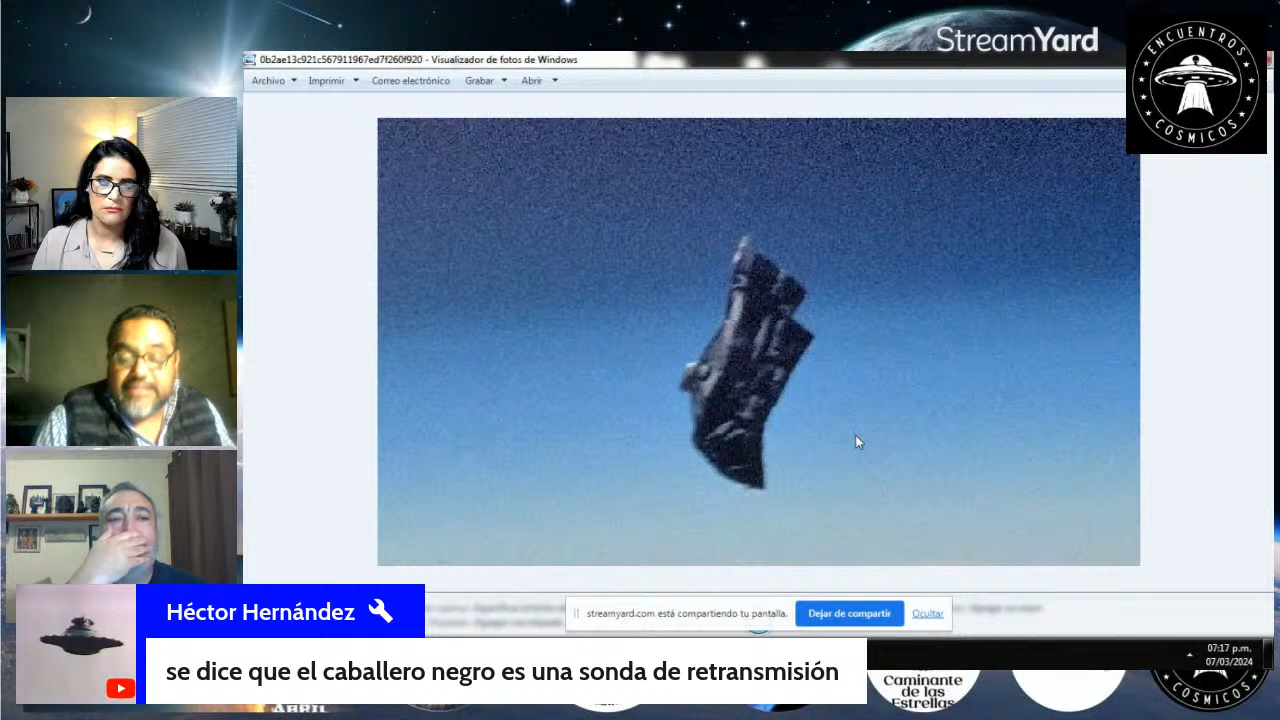 StreamYard
ENCUENTROS
COSMICOS
0b2ae13c921c567911967ed7f260f920 - Visualizador de fotos de Windows
Archivo Imprimir Correo electrónico Grabar Abrir
streamyard.com está compartiendo tu pantalla. Dejar de compartir Ocultar
Héctor Hernández
se dice que el caballero negro es una sonda de retransmisión
07:17 p.m.
07/03/2024
Caminante
de las
Estrellas
COSMICOS
ABRIL